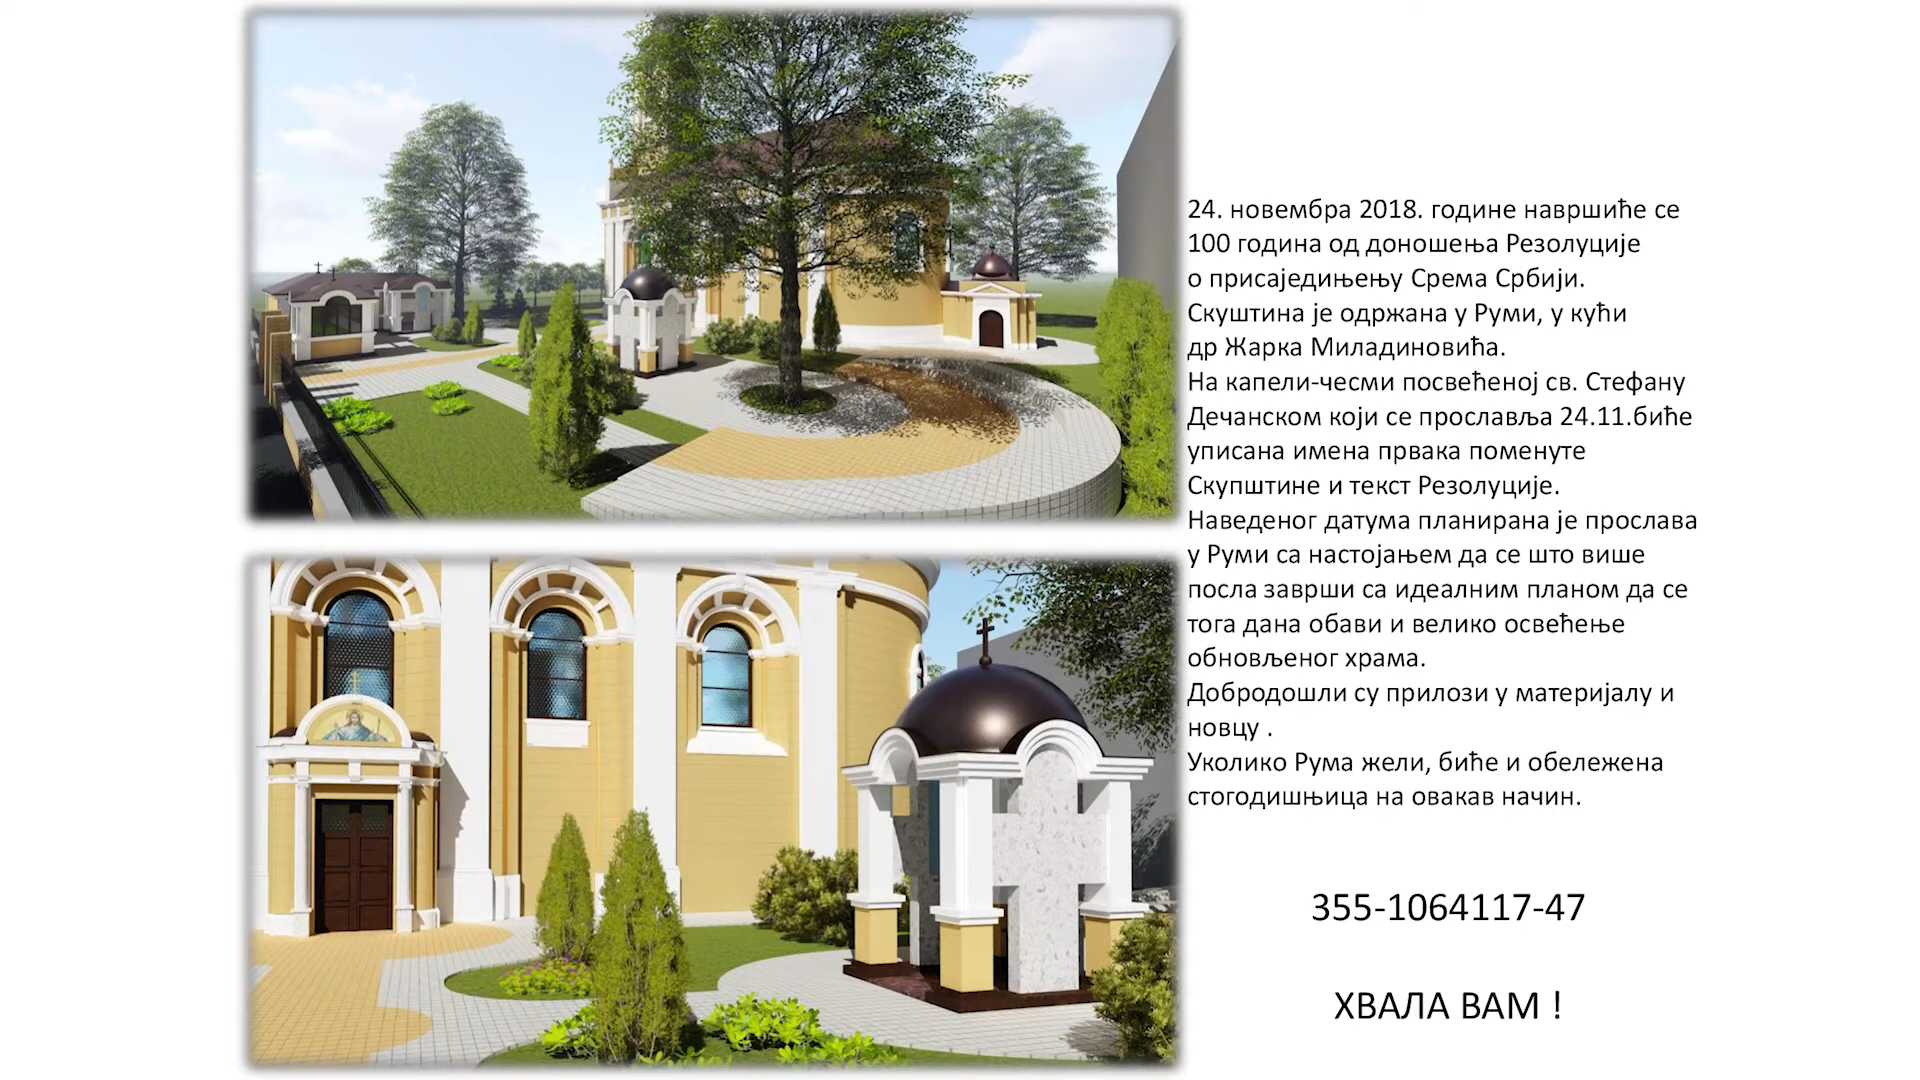 24. новембра 2018. године навршиће се
100 година од доношења Резолуције
о присаједињењу Срема Србији.
Скуштина је одржана у Руми, у кући
др Жарка Миладиновића.
На капели-чесми посвећеној св. Стефану
Дечанском који се прославља 24.11.биће
уписана имена првака поменуте
Скупштине и текст Резолуције.
Наведеног датума планирана је прослава
у Руми са настојањем да се што више
посла заврши са идеалним планом да се
тога дана обави и велико освећење
обновљеног храма.
Добродошли су прилози у материјалу и
новцу .
Уколико Рума жели, биће и обележена
стогодишњица на овакав начин.
355-1064117-47
ХВАЛА ВАМ !